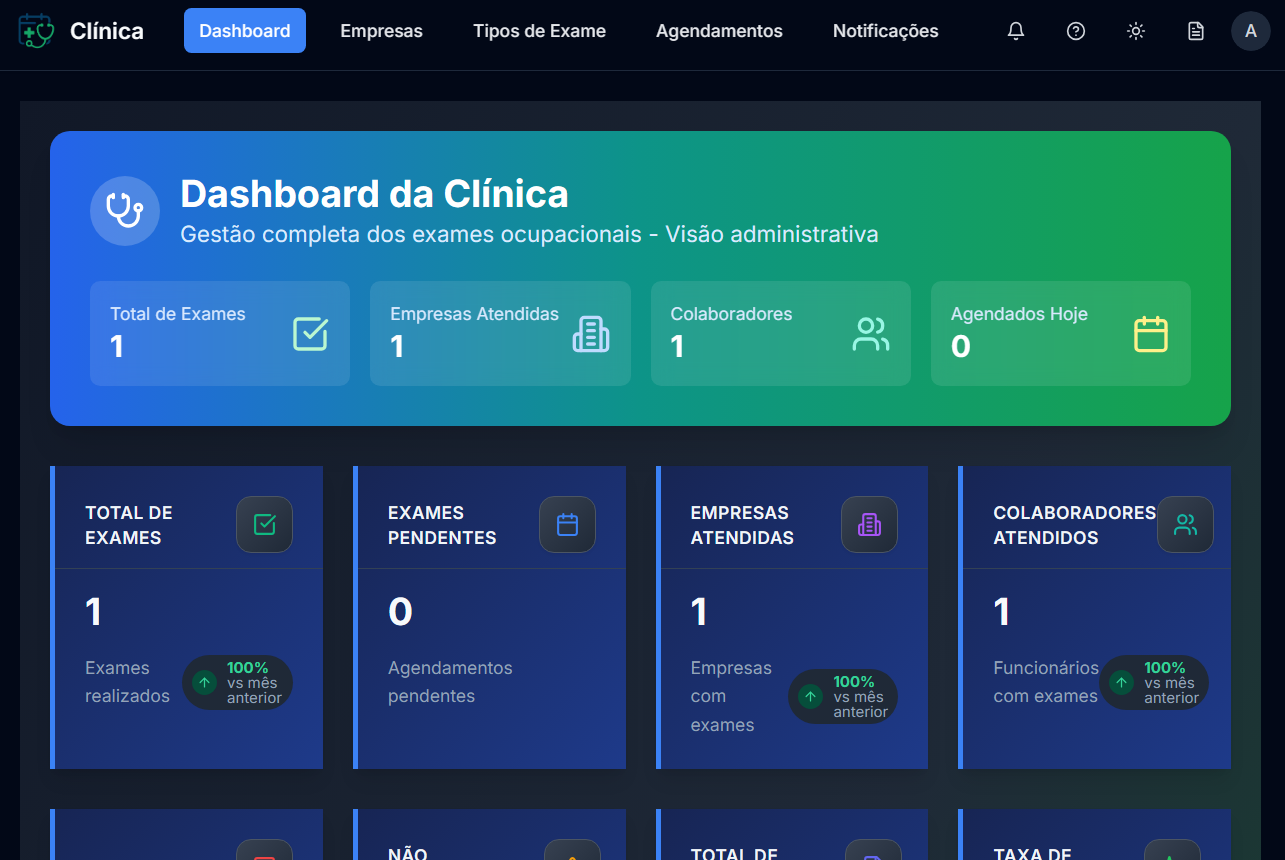 Clínica
Dashboard
Empresas
Tipos de Exame
Agendamentos
Notificações
A
Dashboard da Clínica
Gestão completa dos exames ocupacionais - Visão administrativa
Total de Exames
1
Empresas Atendidas
1
Colaboradores
1
Agendados Hoje
0
TOTAL DE
EXAMES
1
Exames
realizados
100%
vs mês
anterior
EXAMES
PENDENTES
0
Agendamentos
pendentes
EMPRESAS
ATENDIDAS
1
Empresas
com
exames
100%
vs mês
anterior
COLABORADORES
ATENDIDOS
1
Funcionários
com exames
100%
vs mês
anterior
NÃO
TOTAL DE
TAXA DE